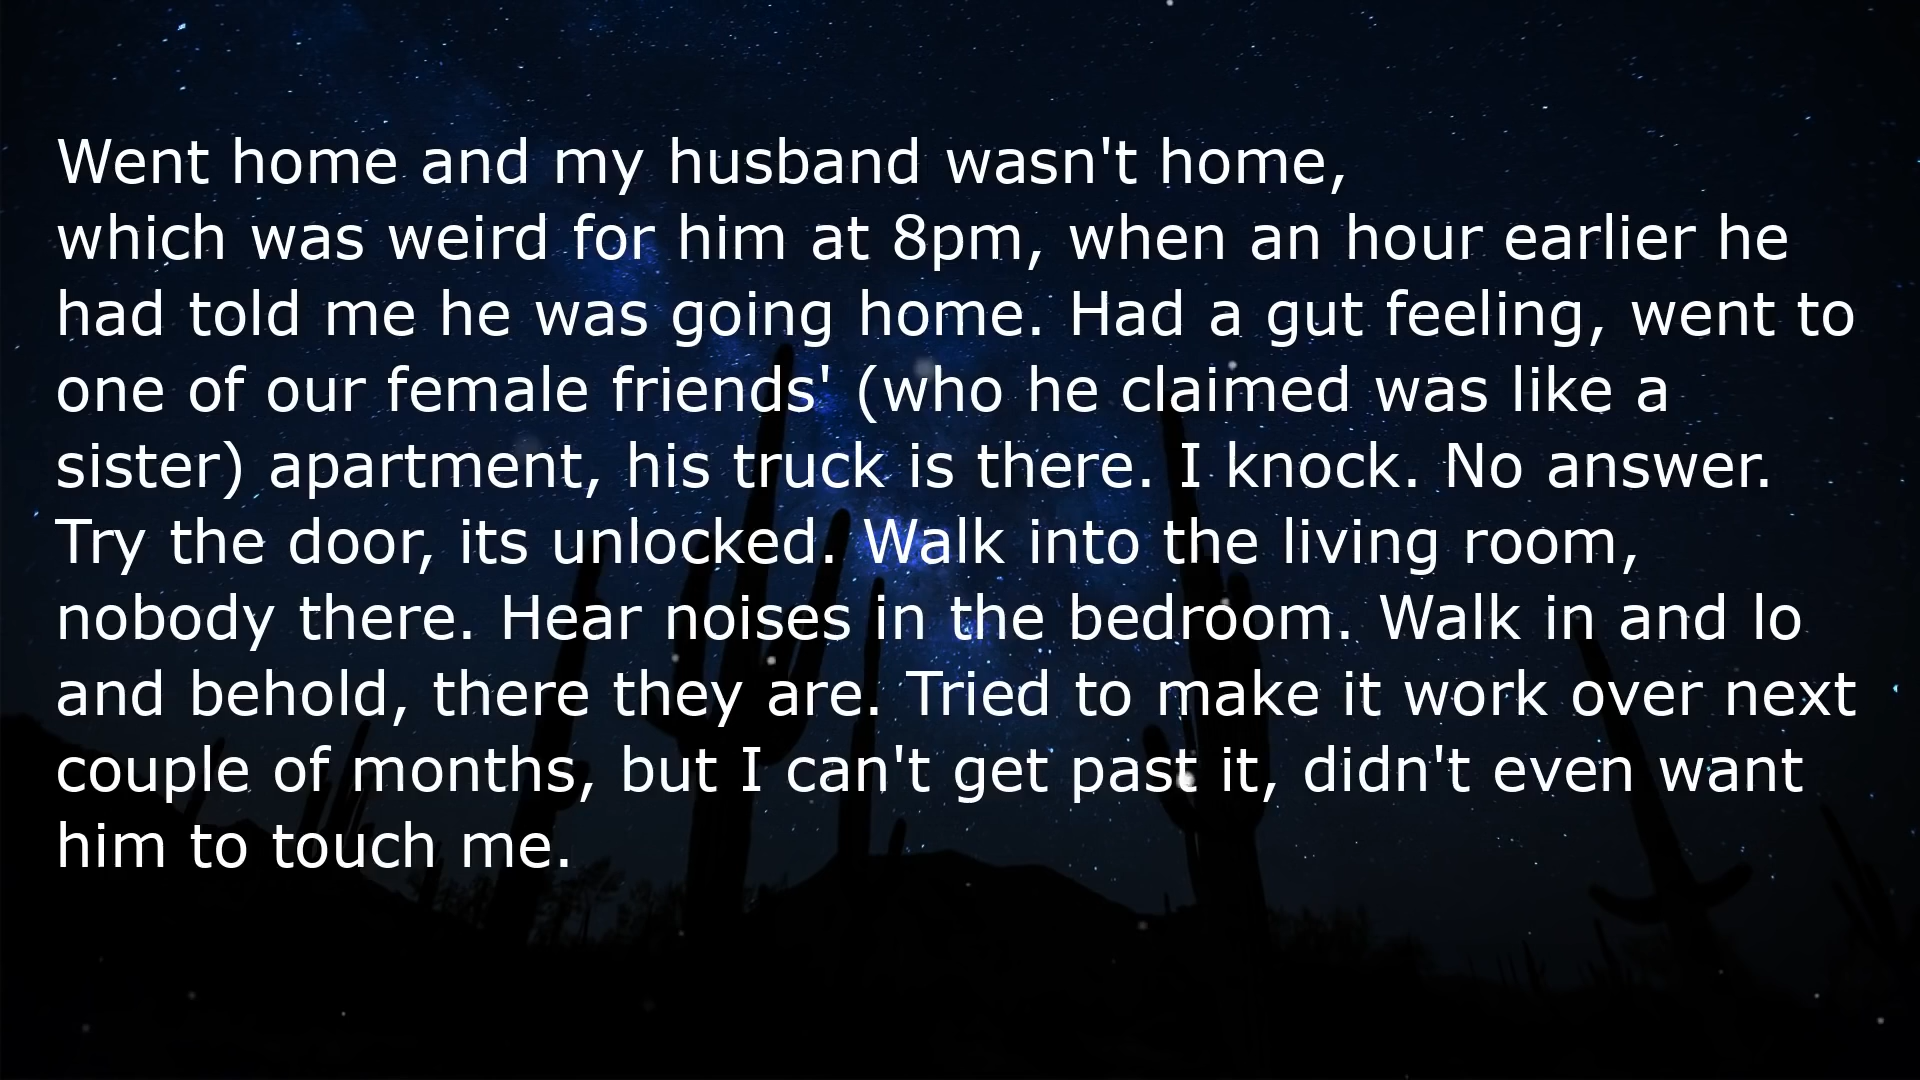 Went home and my husband wasn't home,
which was weird for him at 8pm, when an hour earlier he
had told me he was going home. Had a gut feeling, went to
one of our female friends' (who he claimed was like a
sister) apartment, his truck is there. I knock. No answer.
Try the door, its unlocked. Walk into the living room,
nobody there. Hear noises in the bedroom. Walk in and lo
and behold, there they are. Tried to make it work over next
couple of months, but I can't get past it, didn't even want
him to touch me.